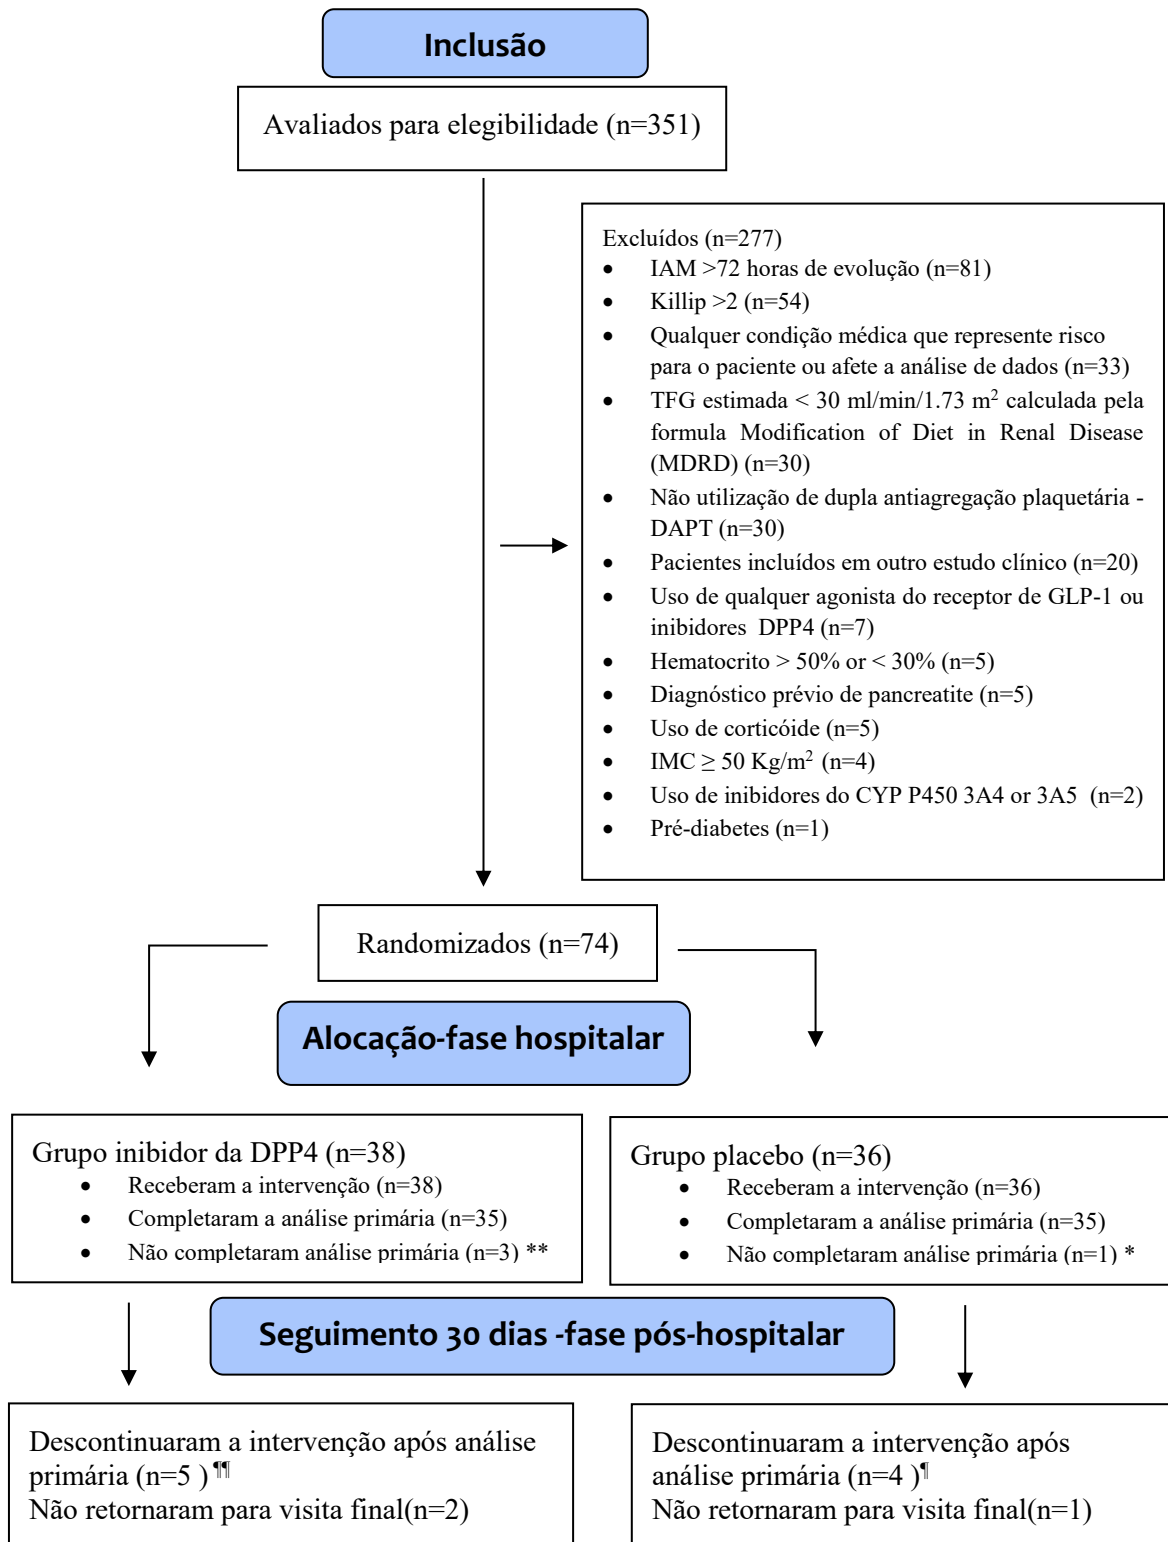 Inclusão
Avaliados para elegibilidade (n=351)
Excluídos (n=277)
• IAM >72 horas de evolução (n=81)
• Killip >2 (n=54)
• Qualquer condição médica que represente risco
para o paciente ou afete a análise de dados (n=33)
• TFG estimada < 30 ml/min/1.73 m² calculada pela
formula Modification of Diet in Renal Disease
(MDRD) (n=30)
• Não utilização de dupla antiagregação plaquetária -
DAPT (n=30)
• Pacientes incluídos em outro estudo clínico (n=20)
• Uso de qualquer agonista do receptor de GLP-1 ou
inibidores DPP4 (n=7)
• Hematocrito > 50% or < 30% (n=5)
• Diagnóstico prévio de pancreatite (n=5)
• Uso de corticóide (n=5)
• IMC ≥ 50 Kg/m² (n=4)
• Uso de inibidores do CYP P450 3A4 or 3A5 (n=2)
• Pré-diabetes (n=1)
Randomizados (n=74)
Alocação-fase hospitalar
Grupo inibidor da DPP4 (n=38)
• Receberam a intervenção (n=38)
• Completaram a análise primária (n=35)
• Não completaram análise primária (n=3) **
Grupo placebo (n=36)
• Receberam a intervenção (n=36)
• Completaram a análise primária (n=35)
• Não completaram análise primária (n=1) *
Seguimento 30 dias -fase pós-hospitalar
Descontinuaram a intervenção após análise
primária (n=5 ) ¶¶
Não retornaram para visita final(n=2)
Descontinuaram a intervenção após
análise primária (n=4 )¶
Não retornaram para visita final(n=1)